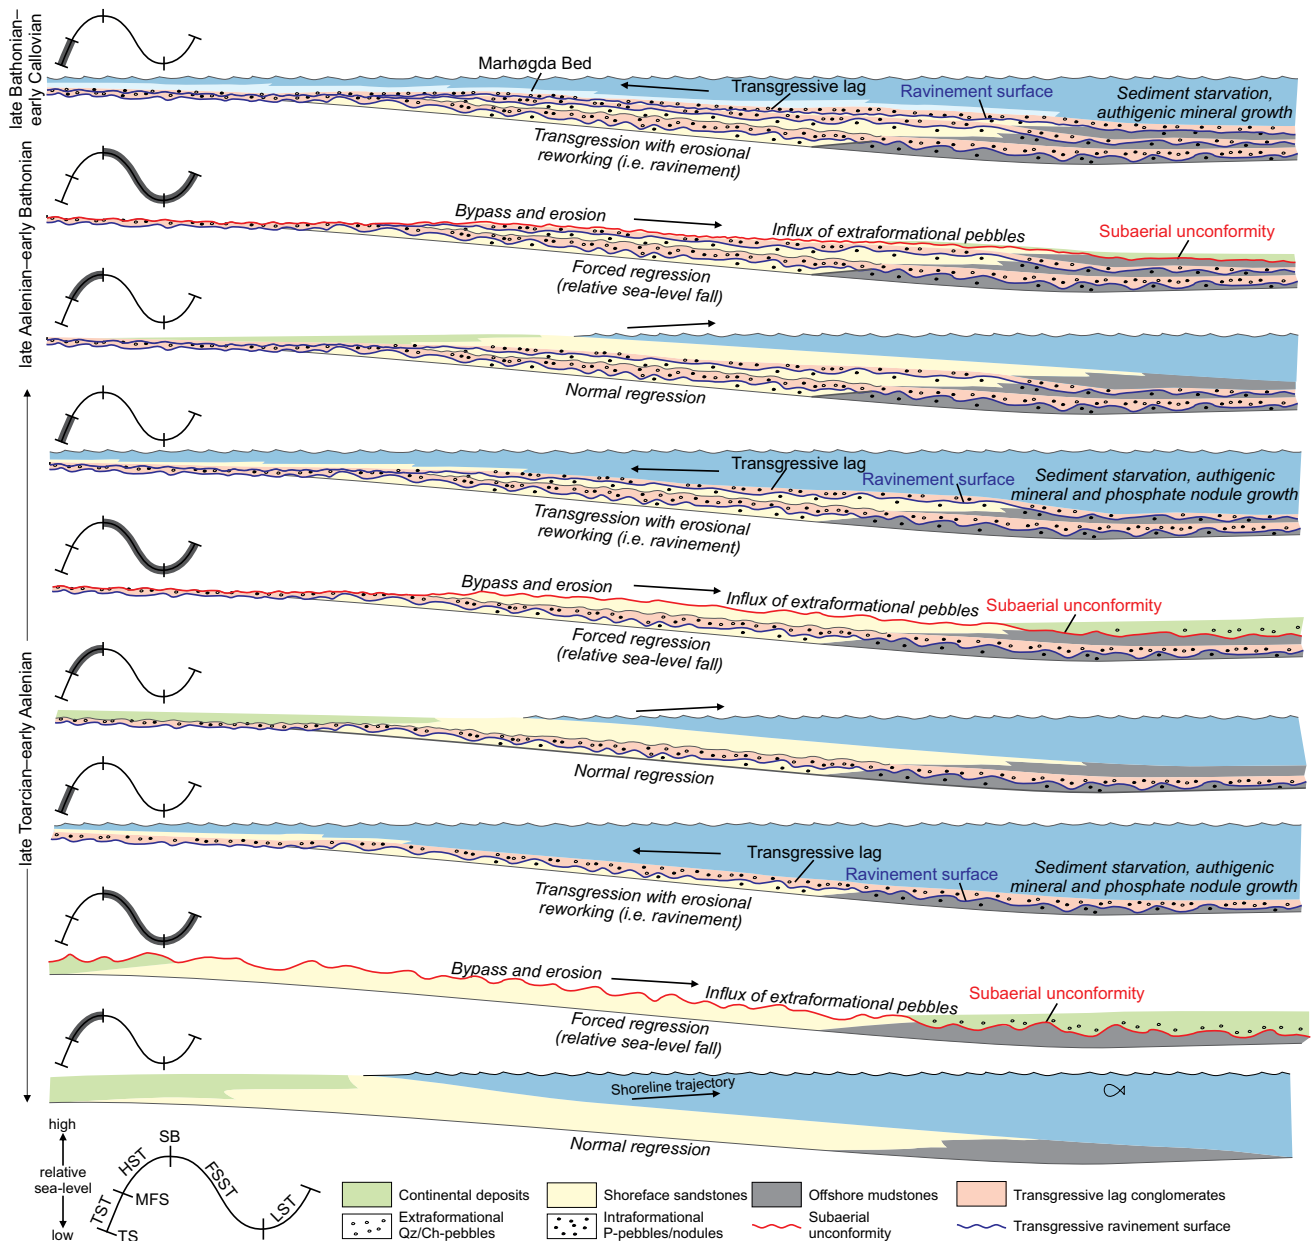 late Bathonian–
early Callovian
Marhøgda Bed
Transgressive lag
Ravinement surface
Sediment starvation,
authigenic mineral growth
Transgression with erosional
reworking (i.e. ravinement)
late Aalenian–early Bathonian
Bypass and erosion
Influx of extraformational pebbles
Subaerial unconformity
Forced regression
(relative sea-level fall)
Normal regression
late Toarcian–early Aalenian
Transgressive lag
Ravinement surface
Sediment starvation, authigenic
mineral and phosphate nodule growth
Transgression with erosional
reworking (i.e. ravinement)
Bypass and erosion
Influx of extraformational pebbles
Subaerial unconformity
Forced regression
(relative sea-level fall)
Normal regression
Transgressive lag
Ravinement surface
Sediment starvation, authigenic
mineral and phosphate nodule growth
Transgression with erosional
reworking (i.e. ravinement)
Bypass and erosion
Influx of extraformational pebbles
Subaerial unconformity
Forced regression
(relative sea-level fall)
Shoreline trajectory
Normal regression
high
relative
sea-level
low
TST
HST
SB
FSST
LST
MFS
TS
Continental deposits
Shoreface sandstones
Offshore mudstones
Transgressive lag conglomerates
Extraformational
Qz/Ch-pebbles
Intraformational
P-pebbles/nodules
Subaerial
unconformity
Transgressive ravinement surface